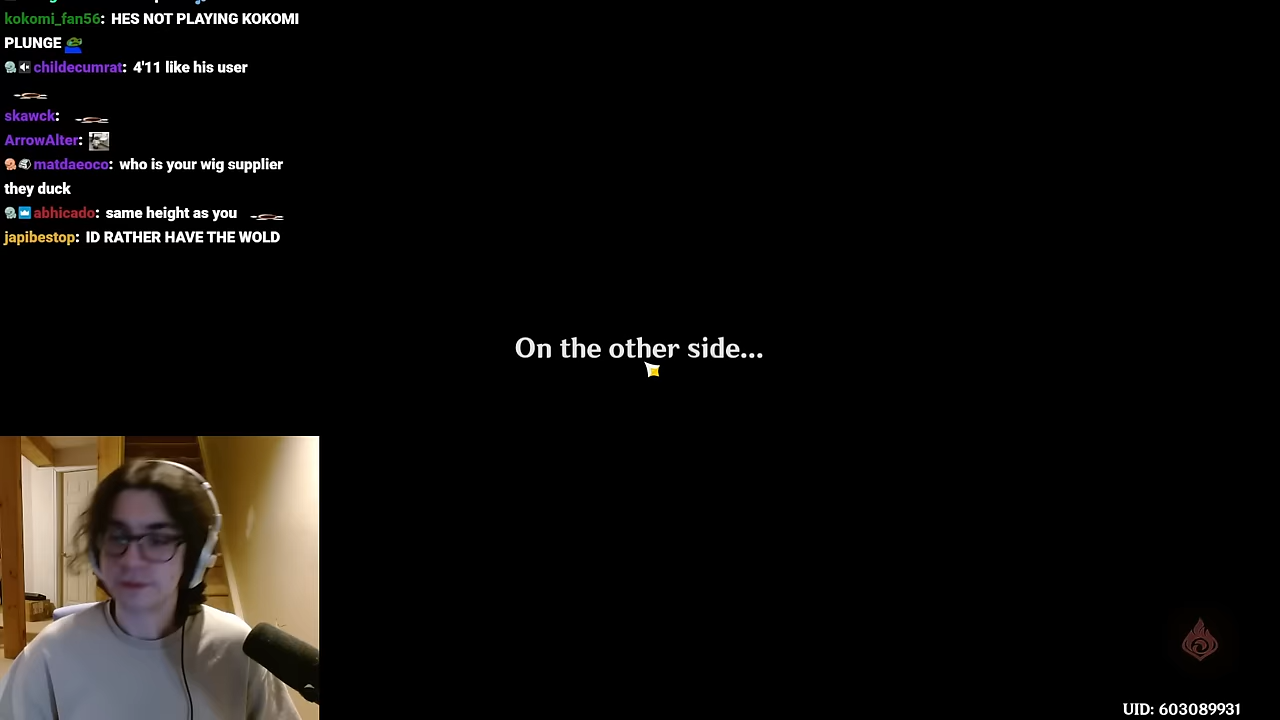 kokomi_fan56: HES NOT PLAYING KOKOMI
PLUNGE
childecumrat: 4'11 like his user
skawck:
ArrowAlter:
matdaeoco: who is your wig supplier
they duck
abhicado: same height as you
japibestop: ID RATHER HAVE THE WOLD
On the other side...
UID: 603089931